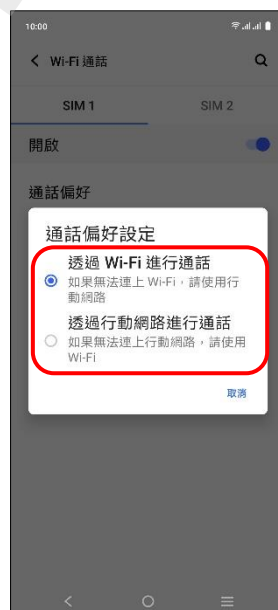 10:00
Wi-Fi 通話
SIM 1 SIM 2
開啟
通話偏好
通話偏好設定
透過 Wi-Fi 進行通話
如果無法連上 Wi-Fi，請使用行
動網路
透過行動網路進行通話
如果無法連上行動網路，請使用
Wi-Fi
取消